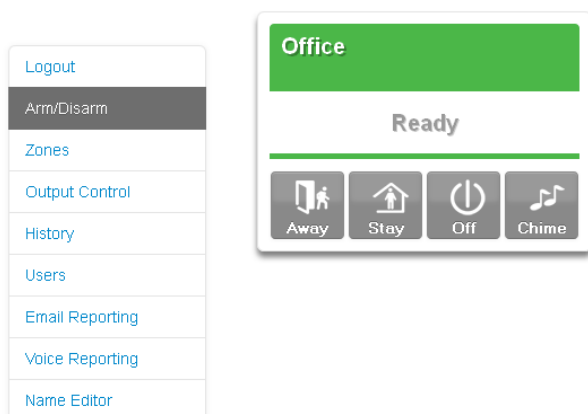 Logout
Arm/Disarm
Zones
Output Control
History
Users
Email Reporting
Voice Reporting
Name Editor
Office
Ready
Away Stay Off Chime